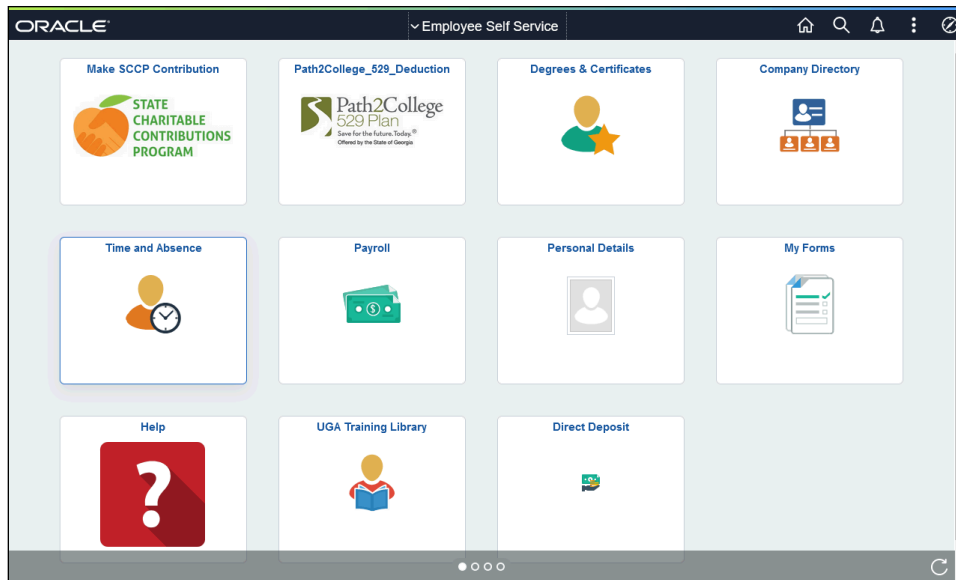 ORACLE
Employee Self Service
Make SCCP Contribution
STATE
CHARITABLE
CONTRIBUTIONS
PROGRAM
Path2College_529_Deduction
Path2College
529 Plan
Save for the future. Today.®
Offered by the State of Georgia
Degrees & Certificates
Company Directory
Time and Absence
Payroll
$
Personal Details
My Forms
Help
?
UGA Training Library
Direct Deposit